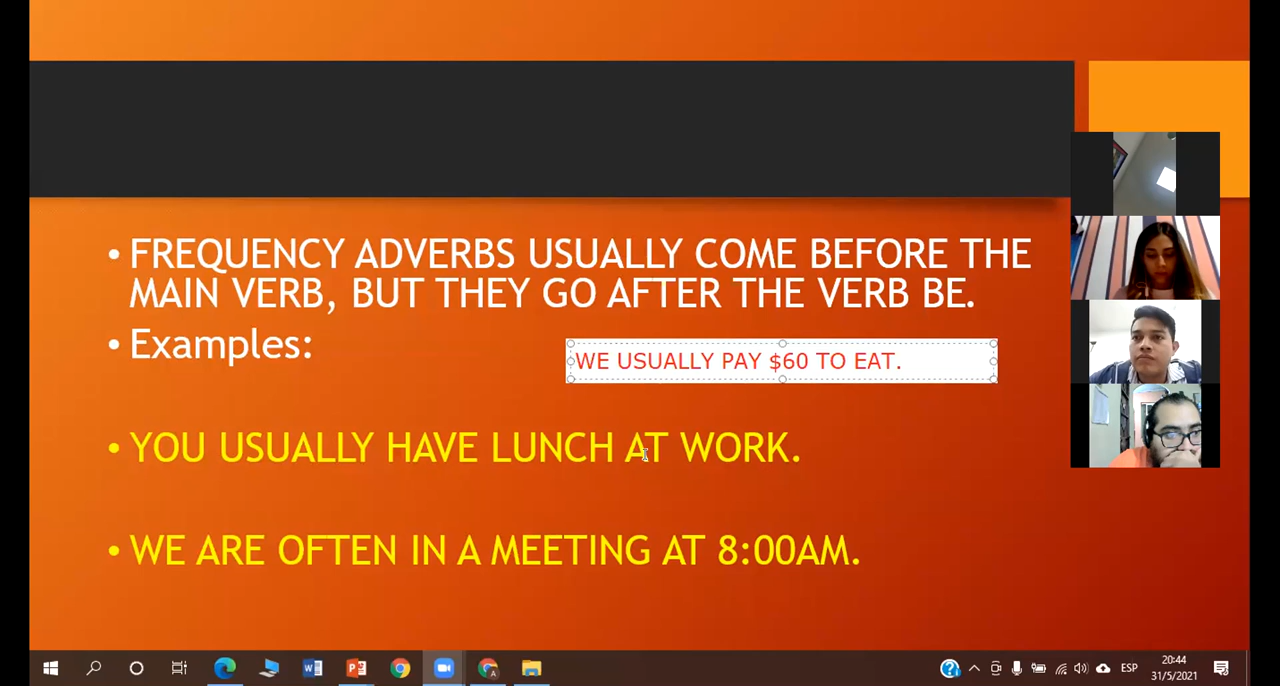 • FREQUENCY ADVERBS USUALLY COME BEFORE THE
MAIN VERB, BUT THEY GO AFTER THE VERB BE.
• Examples:
WE USUALLY PAY $60 TO EAT.
• YOU USUALLY HAVE LUNCH AT WORK.
• WE ARE OFTEN IN A MEETING AT 8:00AM.
ESP
20:44
31/5/2021